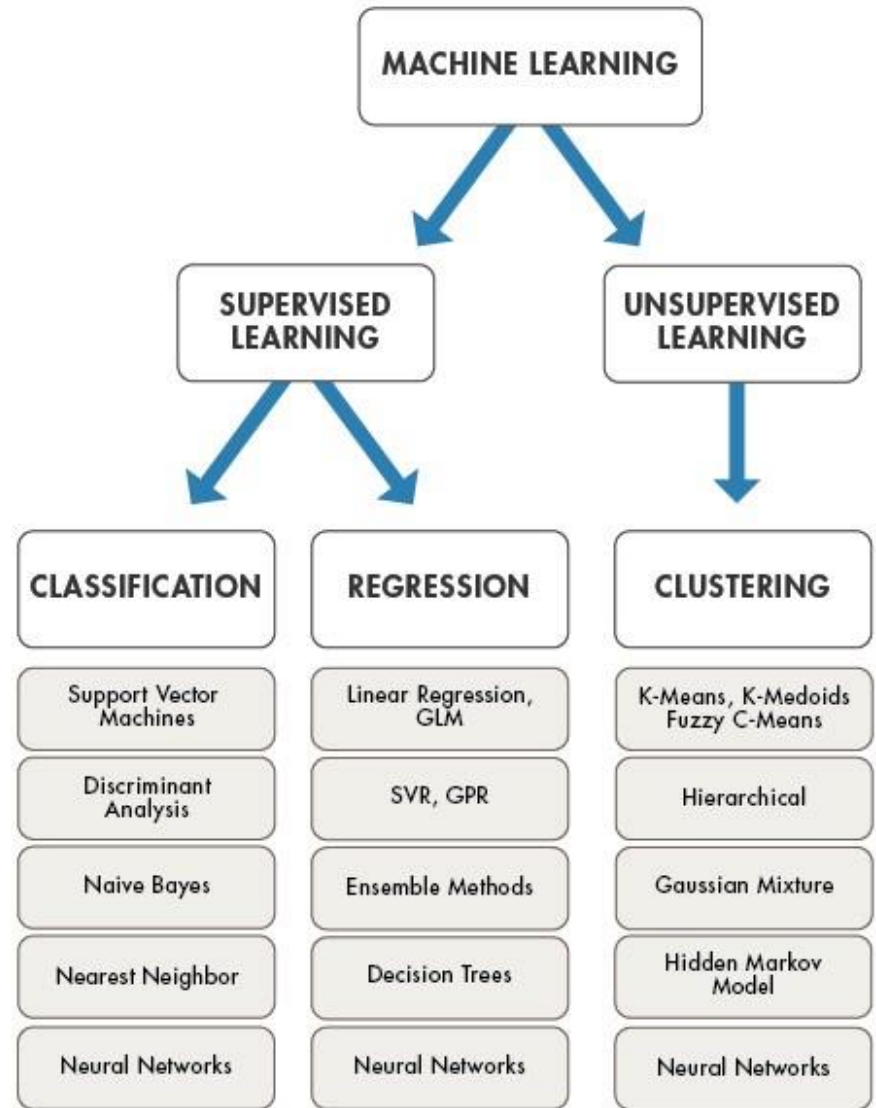 MACHINE LEARNING
SUPERVISED
LEARNING
UNSUPERVISED
LEARNING
CLASSIFICATION
Support Vector
Machines
Discriminant
Analysis
Naive Bayes
Nearest Neighbor
Neural Networks
REGRESSION
Linear Regression,
GLM
SVR, GPR
Ensemble Methods
Decision Trees
Neural Networks
CLUSTERING
K-Means, K-Medoids
Fuzzy C-Means
Hierarchical
Gaussian Mixture
Hidden Markov
Model
Neural Networks